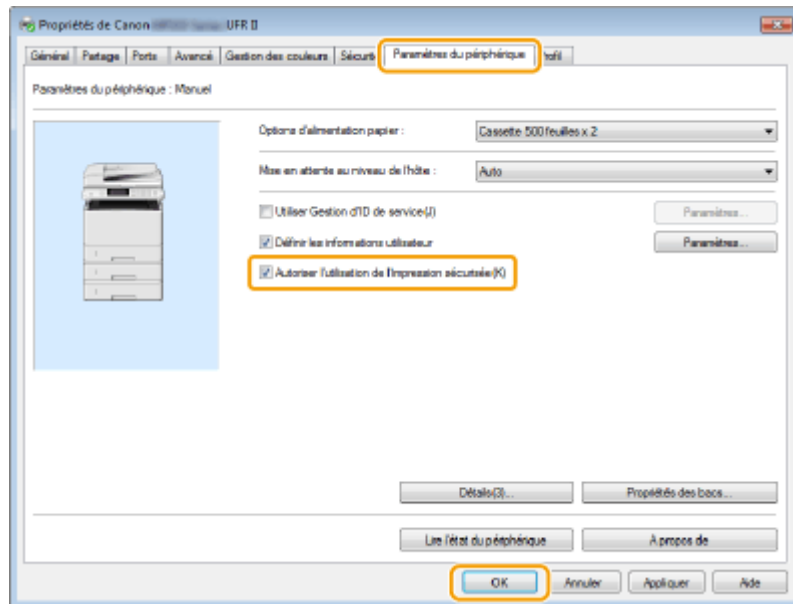 Propriétés de Canon UFR II
Général Partage Ports Avancé Gestion des couleurs Sécurit Paramètres du périphérique rofil
Paramètres du périphérique : Manuel
Options d'alimentation papier : Cassette 500 feuilles x 2
Mise en attente au niveau de l'hôte : Auto
Utiliser Gestion d'ID de service(J) Paramètres...
Définir les informations utilisateur Paramètres...
Autoriser l'utilisation de l'impression sécurisée(K)
Détails(3)... Propriétés des bacs...
Lire l'état du périphérique A propos de
OK Annuler Appliquer Aide